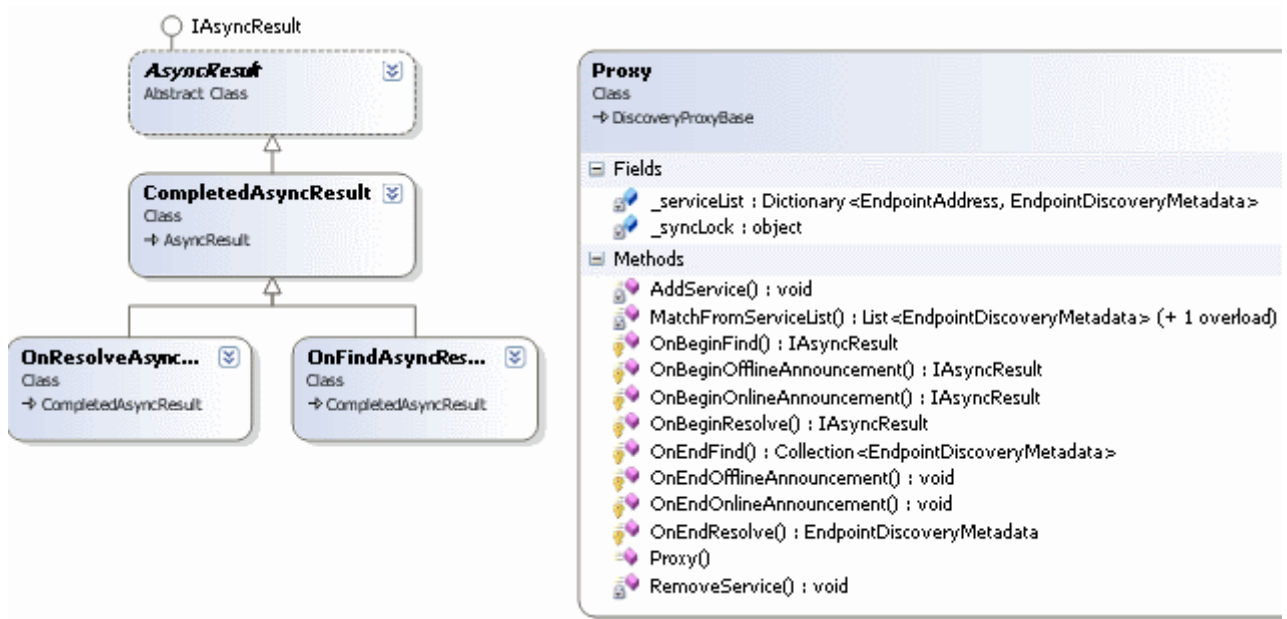 IAsyncResult
AsyncResult
Abstract Class
CompletedAsyncResult
Class
AsyncResult
OnResolveAsync...
Class
CompletedAsyncResult
OnFindAsyncRes...
Class
CompletedAsyncResult
Proxy
Class
DiscoveryProxyBase
Fields
_serviceList : Dictionary<EndpointAddress, EndpointDiscoveryMetadata>
_syncLock : object
Methods
AddService() : void
MatchFromServiceList() : List<EndpointDiscoveryMetadata> (+ 1 overload)
OnBeginFind() : IAsyncResult
OnBeginOfflineAnnouncement() : IAsyncResult
OnBeginOnlineAnnouncement() : IAsyncResult
OnBeginResolve() : IAsyncResult
OnEndFind() : Collection<EndpointDiscoveryMetadata>
OnEndOfflineAnnouncement() : void
OnEndOnlineAnnouncement() : void
OnEndResolve() : EndpointDiscoveryMetadata
Proxy()
RemoveService() : void